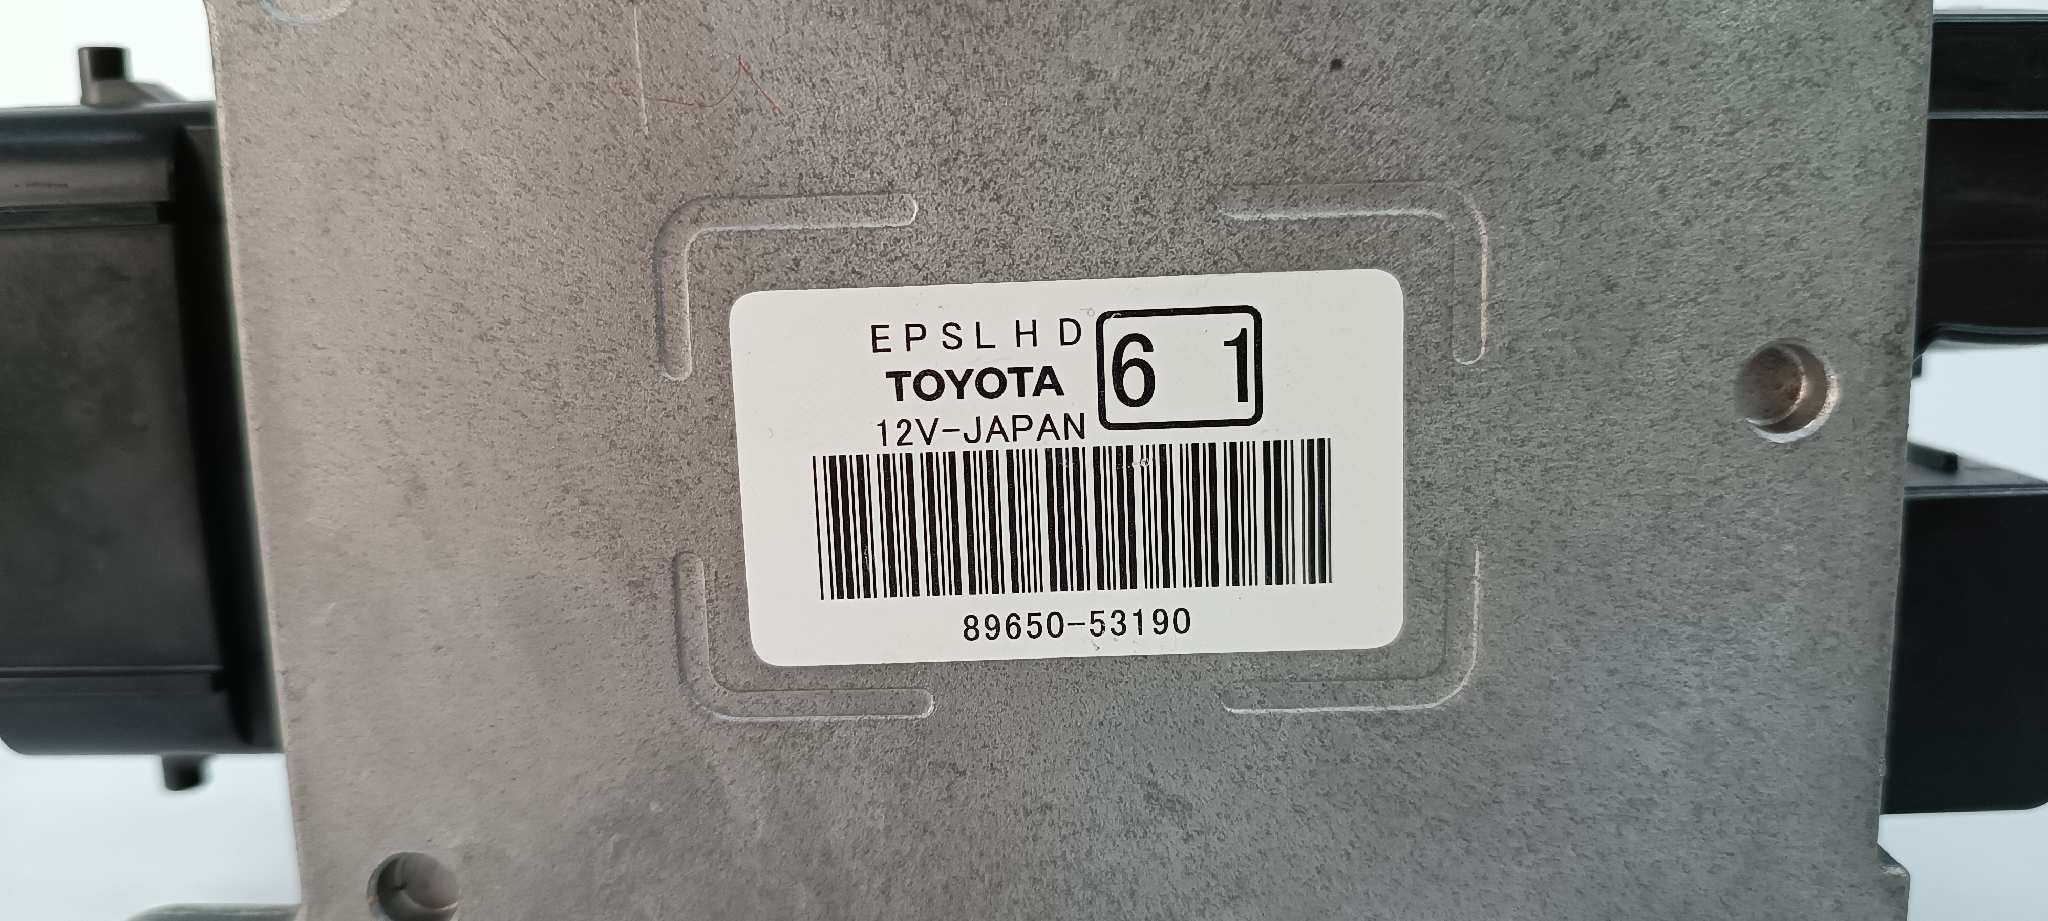 EPSLHD
TOYOTA
6 1
12V-JAPAN
89650-53190